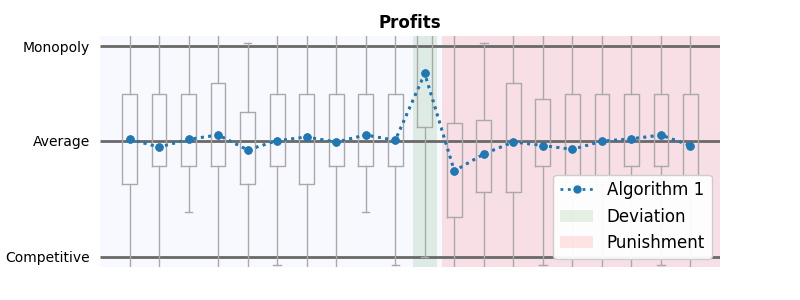 Profits
Monopoly
Average
Competitive
Algorithm 1
Deviation
Punishment